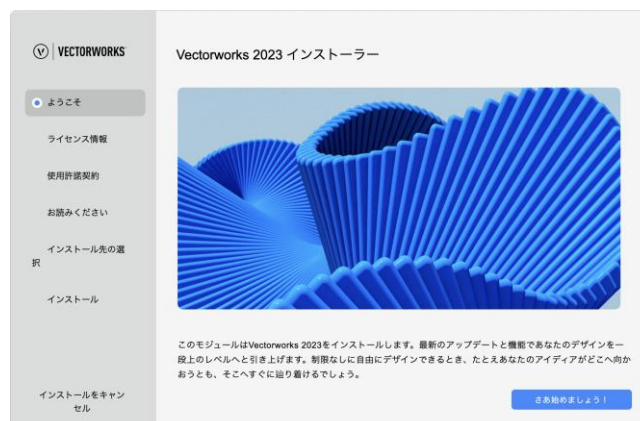 VECTORWORKS
ようこそ
ライセンス情報
使用許諾契約
お読みください
インストール先の選
択
インストール
インストールをキャン
セル
Vectorworks 2023 インストーラー
このモジュールはVectorworks 2023をインストールします。最新のアップデートと機能であなたのデザインを一
段上のレベルへと引き上げます。制限なしに自由にデザインできるとき、たとえあなたのアイディアがどこへ向か
おうとも、そこへすぐに辿り着けるでしょう。
さあ始めましょう！